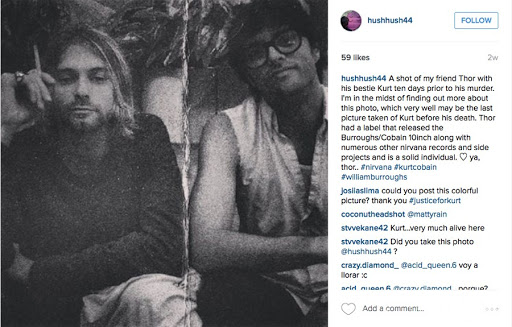 hushhush44
FOLLOW
59 likes
2w
hushhush44 A shot of my friend Thor with
his bestie Kurt ten days prior to his murder.
I'm in the midst of finding out more about
this photo, which very well may be the last
picture taken of Kurt before his death. Thor
had a label that released the
Burroughs/Cobain 10inch along with
numerous other nirvana records and side
projects and is a solid individual. ♡ ya,
thor.. #nirvana #kurtcobain
#williamburroughs
josiiaslima could you post this colorful
picture? thank you #justiceforkurt
coconutheadshot @mattyrain
stvvekane42 Kurt...very much alive here
stvvekane42 Did you take this photo
@hushhush44 ?
crazy.diamond_ @acid_queen.6 voy a
llorar :c
acid_queen.6 @crazy.diamond_ porque?
Add a comment...